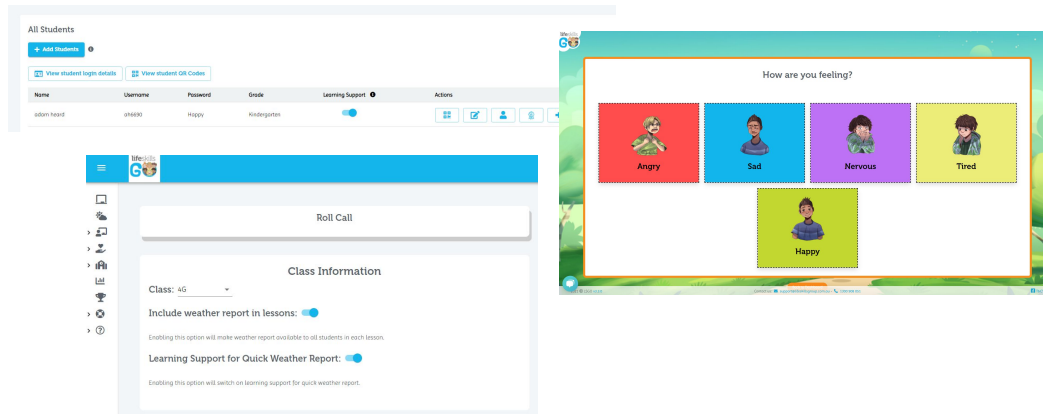 All Students
+ Add Students
View student login details View student QR Codes
Name Username Password Grade Learning Support Actions
adam heard ah6690 Happy Kindergarten
lifeskills
GO
Roll Call
Class Information
Class: 4G
Include weather report in lessons:
Enabling this option will make weather report available to all students in each lesson.
Learning Support for Quick Weather Report:
Enabling this option will switch on learning support for quick weather report.
lifeskills
GO
How are you feeling?
Angry Sad Nervous Tired
Happy